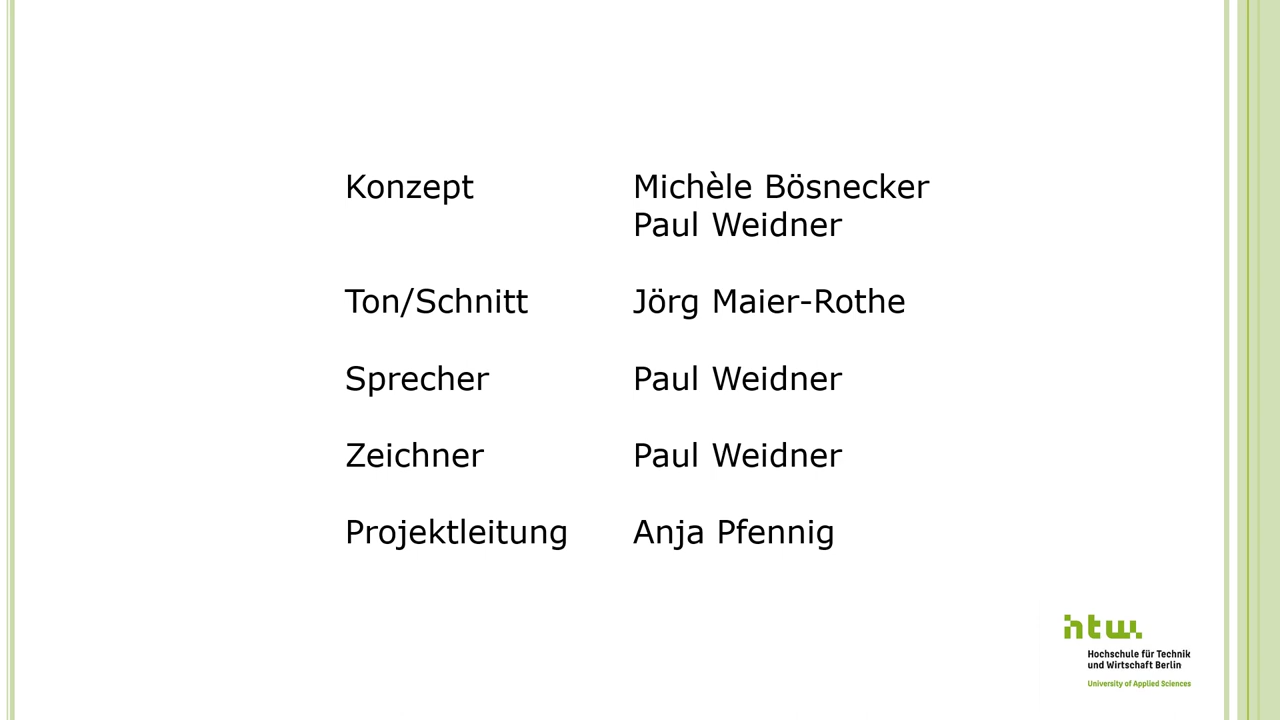 Konzept Michèle Bösnecker
Paul Weidner
Ton/Schnitt Jörg Maier-Rothe
Sprecher Paul Weidner
Zeichner Paul Weidner
Projektleitung Anja Pfennig
htw.
Hochschule für Technik
und Wirtschaft Berlin
University of Applied Sciences